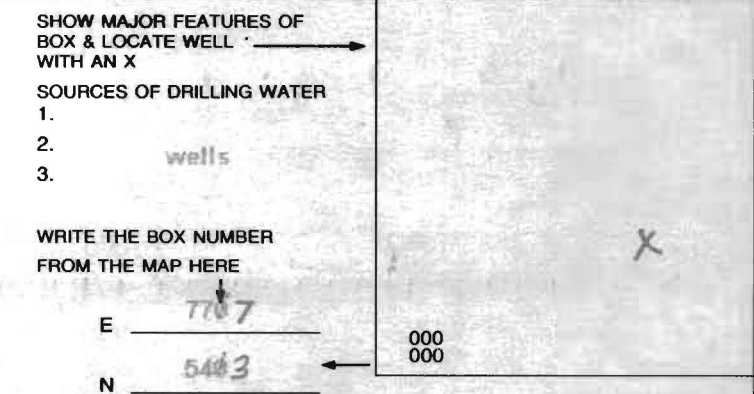 SHOW MAJOR FEATURES OF
BOX & LOCATE WELL
WITH AN X
SOURCES OF DRILLING WATER
1.
2.
wells
3.
X
WRITE THE BOX NUMBER
FROM THE MAP HERE
E
N
000
000